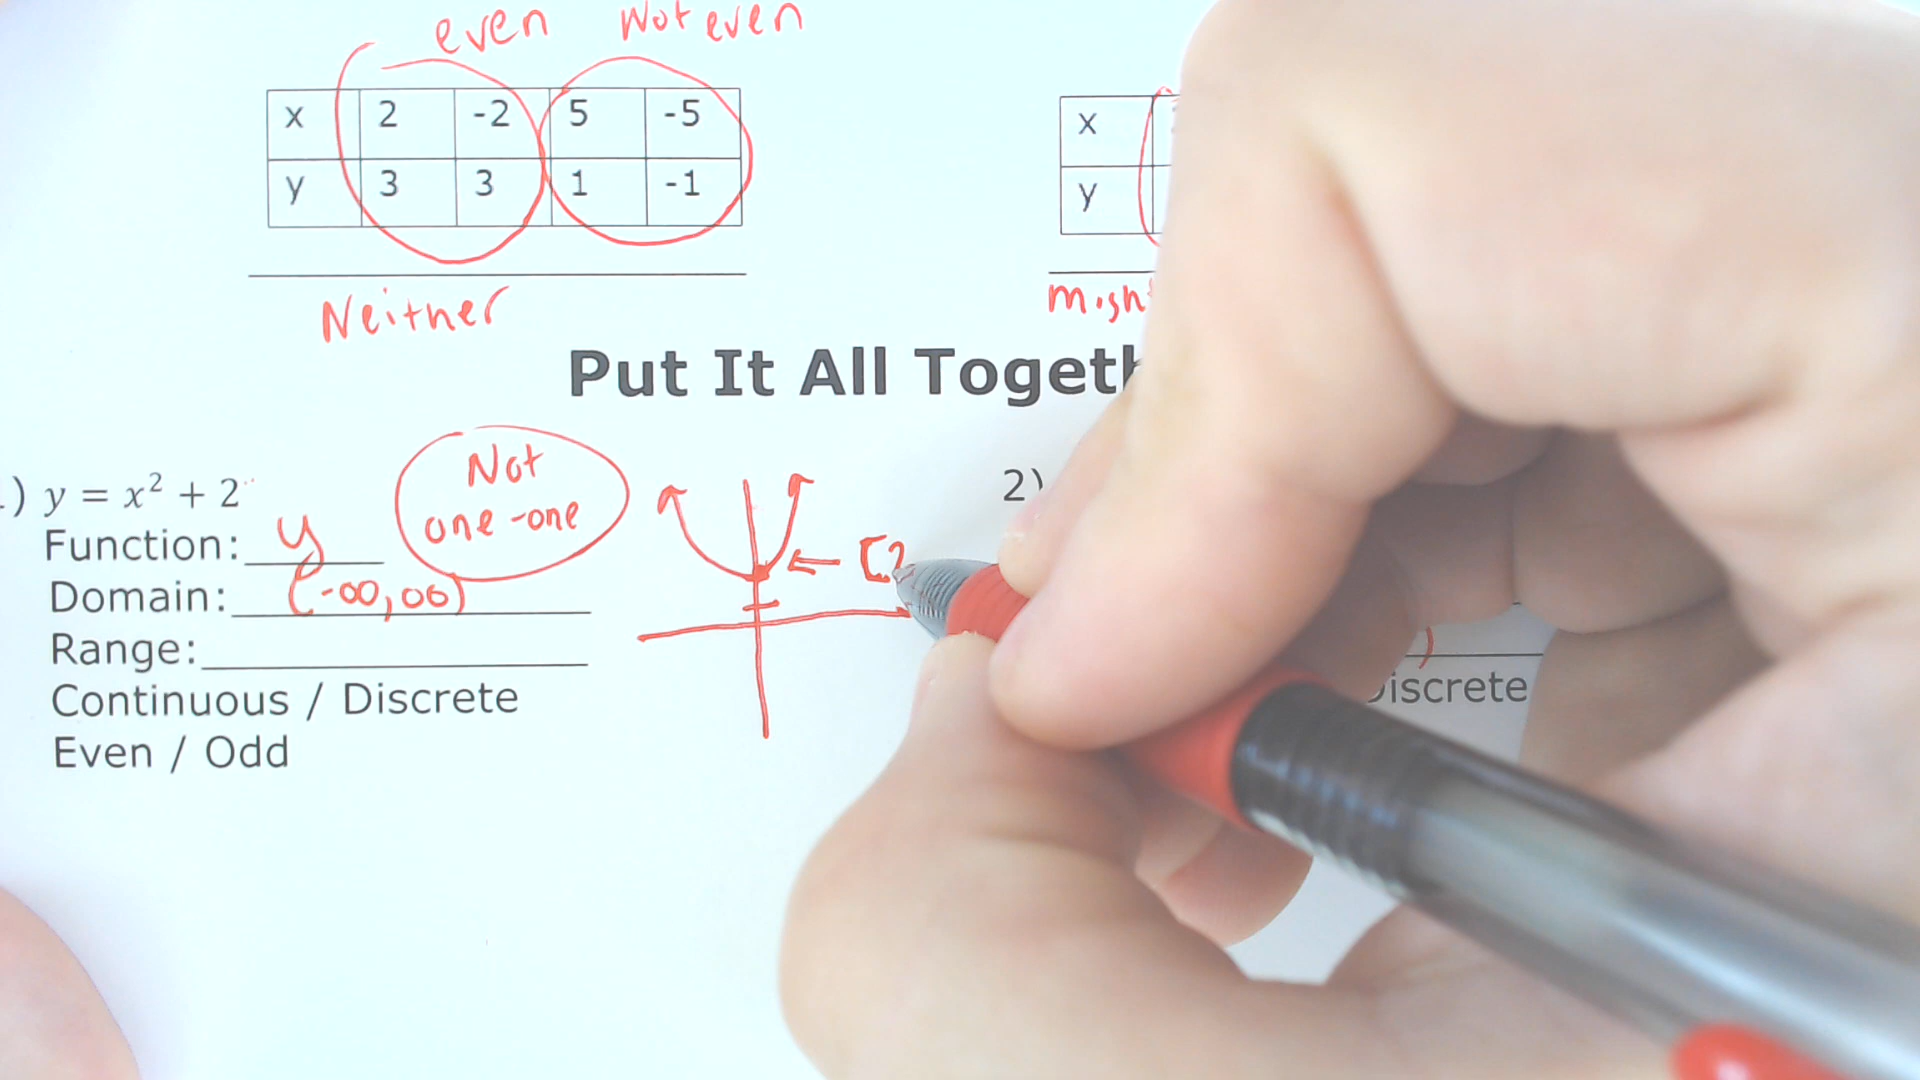 even Not even
x 2 -2 5 -5
y 3 3 1 -1
x
y
Neither
Put It All
) y = x² + 2
Not
one-one
Function: y
Domain: (-∞,∞)
Range:
Continuous / Discrete
Even / Odd
[2
2)
)
iscrete